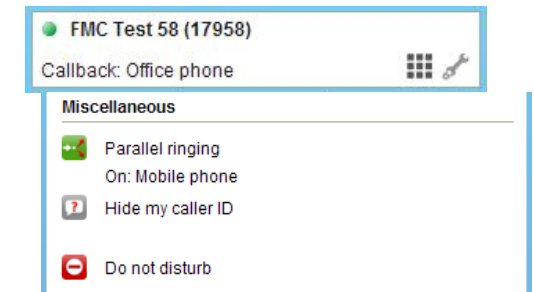 FMC Test 58 (17958)
Callback: Office phone
Miscellaneous
Parallel ringing
On: Mobile phone
?
Hide my caller ID
Do not disturb